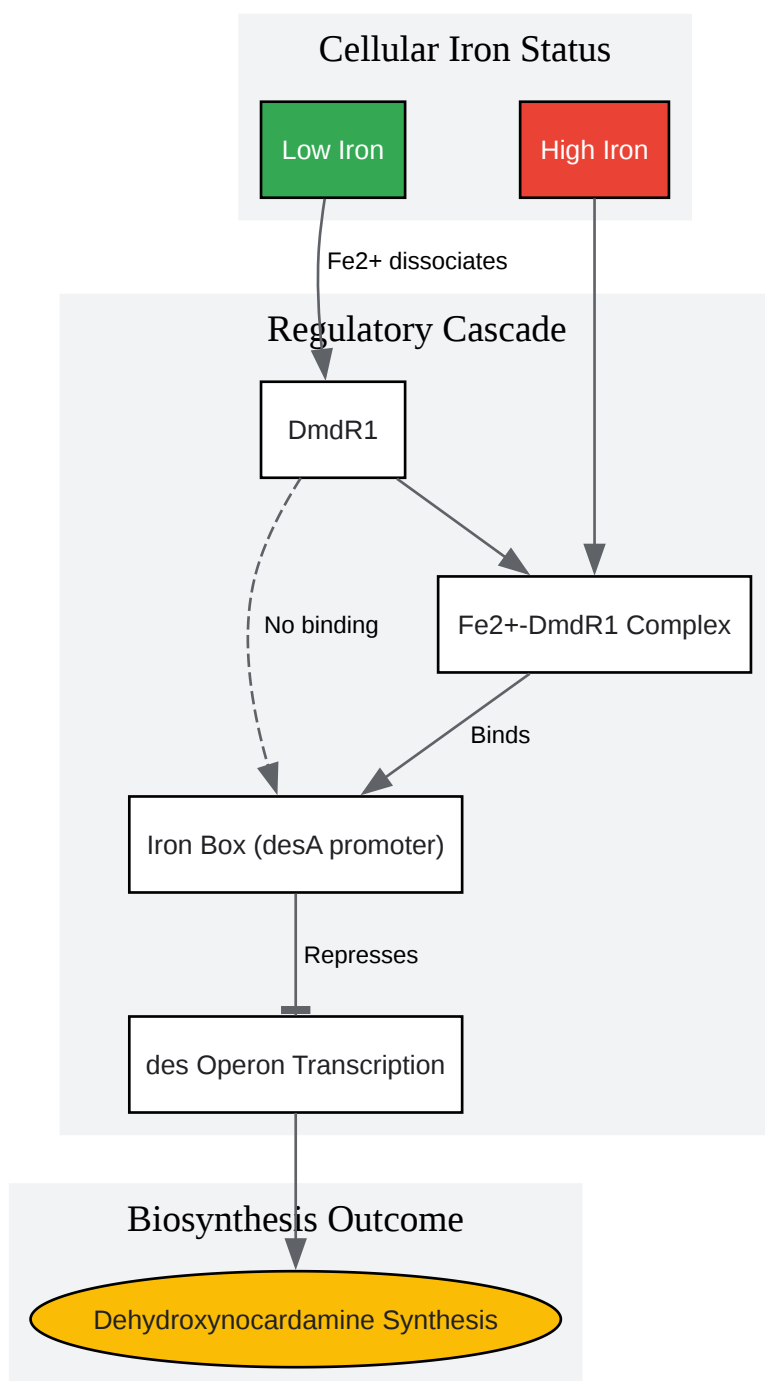 Cellular Iron Status
Low Iron
High Iron
Fe2+ dissociates
Regulatory Cascade
DmdR1
No binding
Fe2+-DmdR1 Complex
Binds
Iron Box (desA promoter)
Represses
des Operon Transcription
Biosynthesis Outcome
Dehydroxynocardamine Synthesis